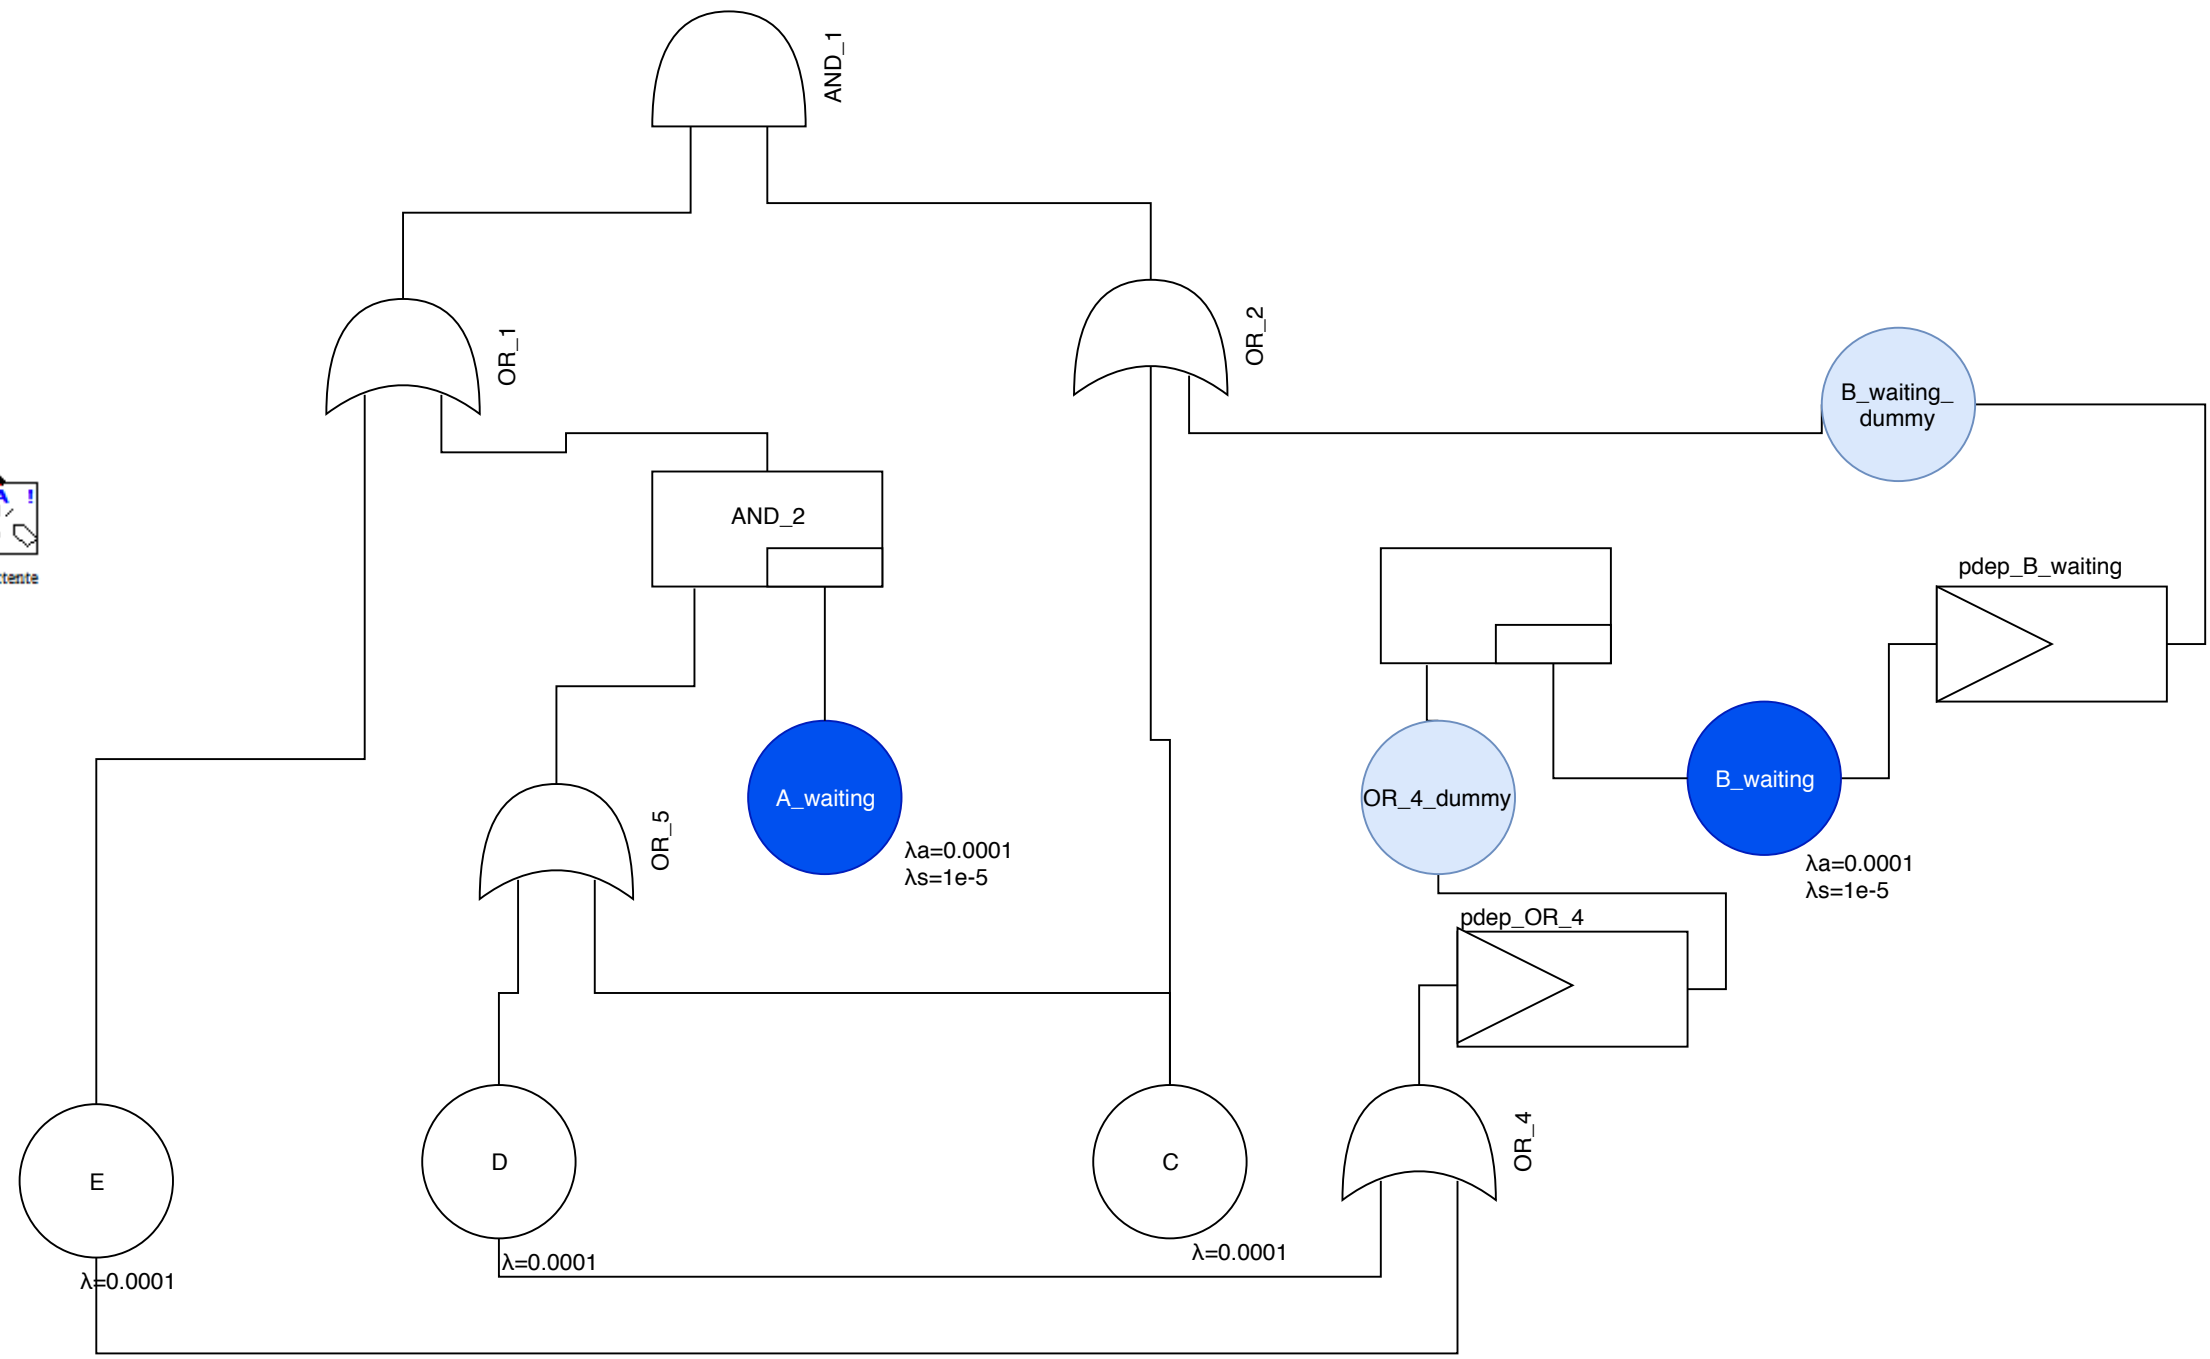 AND_1
OR_1
OR_2
B_waiting_
dummy
A !
AND_2
pdep_B_waiting
A_waiting
OR_5
OR_4_dummy
B_waiting
λa=0.0001
λs=1e-5
λa=0.0001
λs=1e-5
pdep_OR_4
OR_4
E
D
C
λ=0.0001
λ=0.0001
λ=0.0001